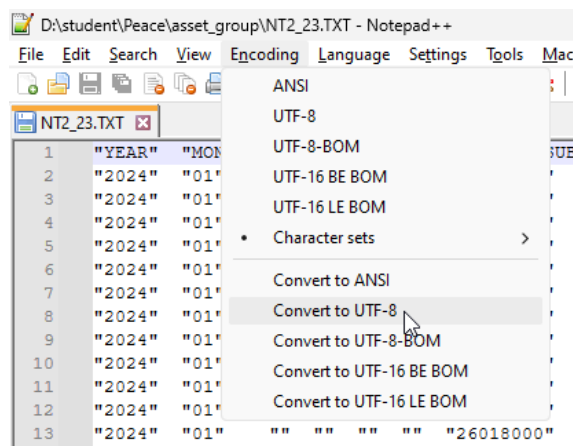 D:\student\Peace\asset_group\NT2_23.TXT - Notepad++
File Edit Search View Encoding Language Settings Tools Mac
NT2_23.TXT
ANSI
UTF-8
UTF-8-BOM
UTF-16 BE BOM
UTF-16 LE BOM
Character sets
Convert to ANSI
Convert to UTF-8
Convert to UTF-8-BOM
Convert to UTF-16 BE BOM
Convert to UTF-16 LE BOM
1 "YEAR" "MON SUB
2 "2024" "01"
3 "2024" "01"
4 "2024" "01"
5 "2024" "01"
6 "2024" "01"
7 "2024" "01"
8 "2024" "01"
9 "2024" "01"
10 "2024" "01"
11 "2024" "01"
12 "2024" "01"
13 "2024" "01" "" "" "" "" "26018000"